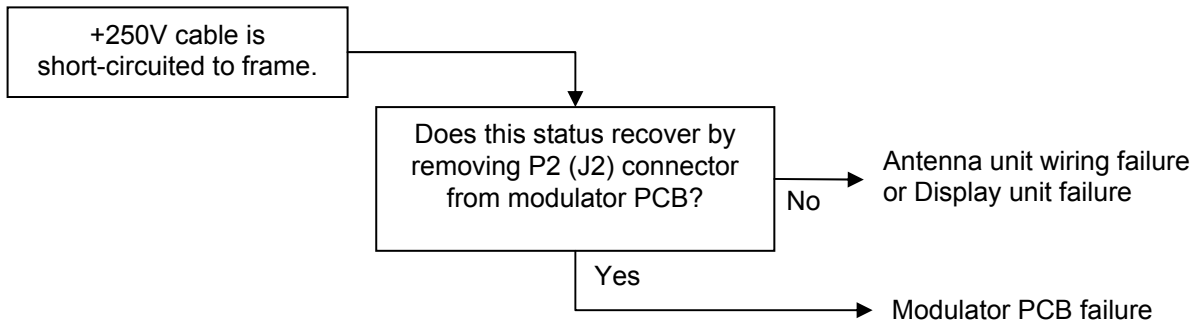 +250V cable is
short-circuited to frame.
Does this status recover by
removing P2 (J2) connector
from modulator PCB?
No
Antenna unit wiring failure
or Display unit failure
Yes
Modulator PCB failure